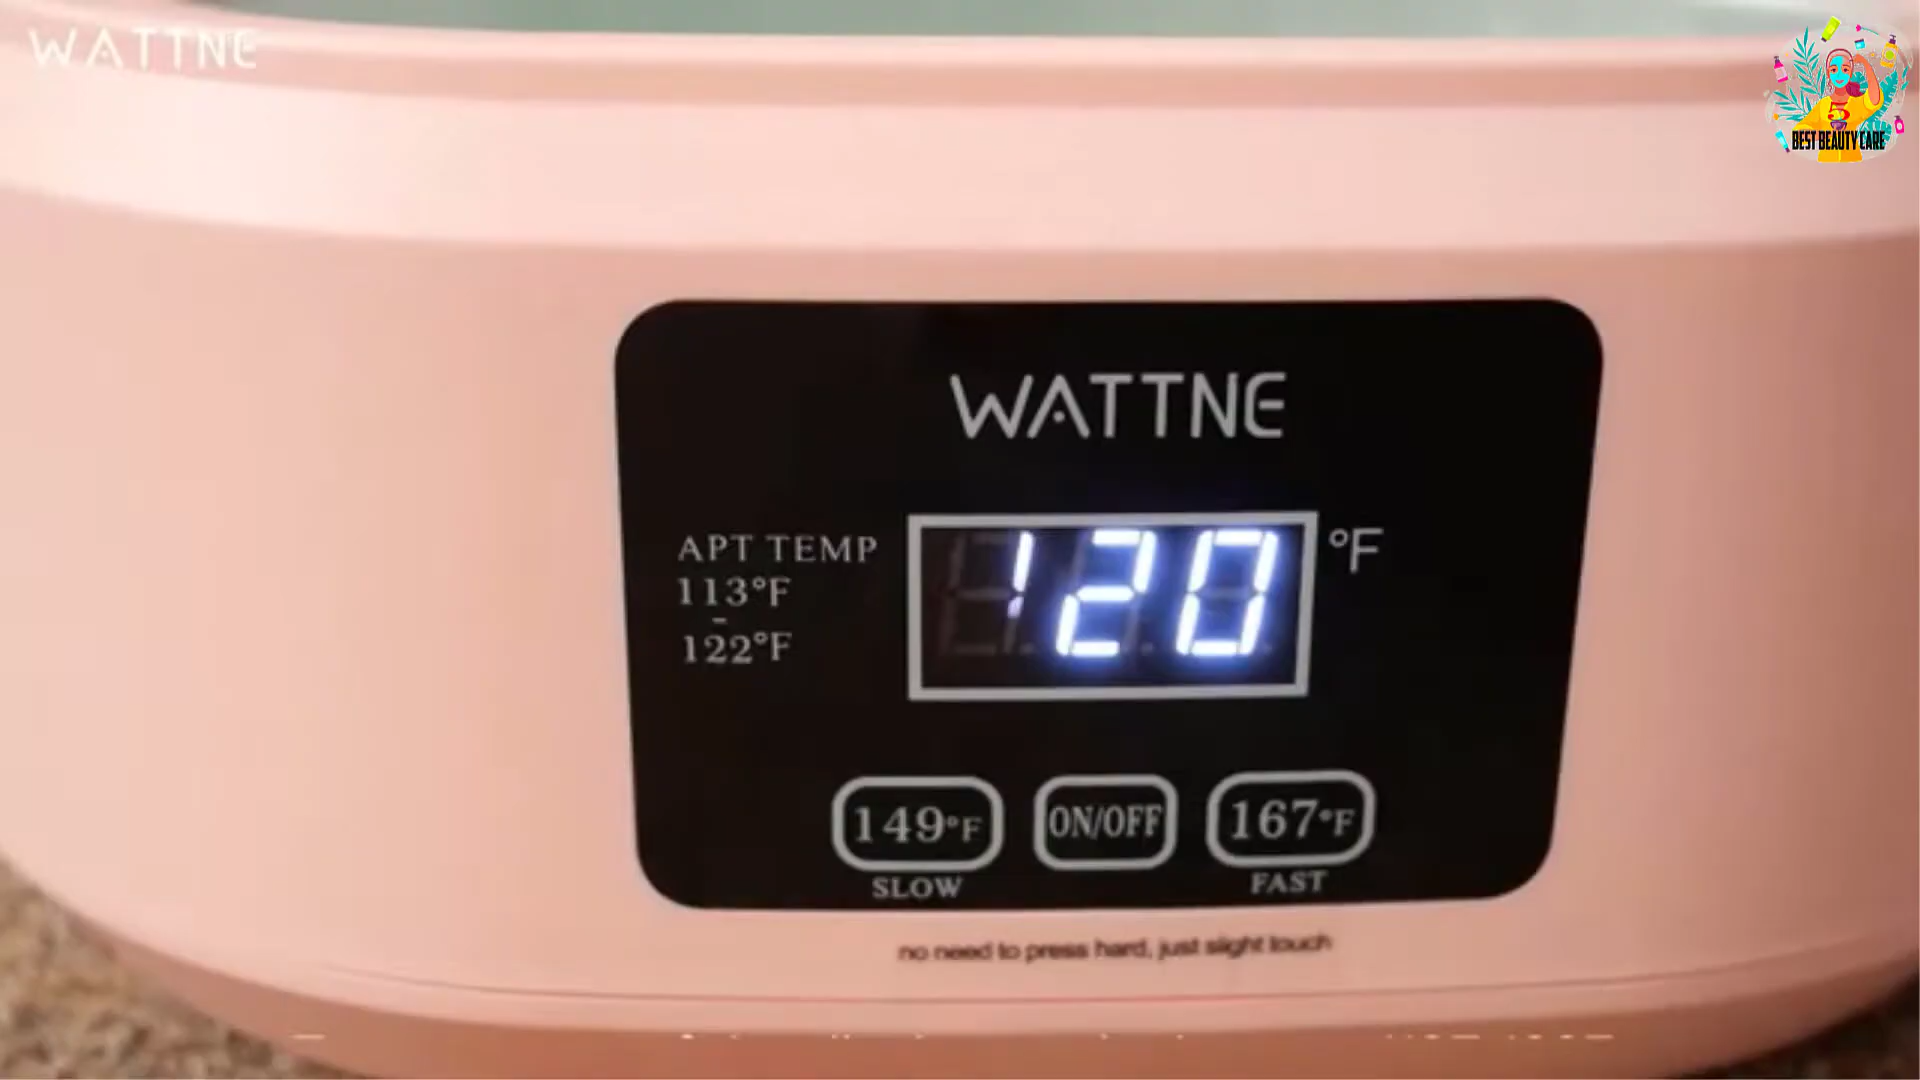 WATTNE
5
BEST BEAUTY CARE
WATTNE
APT TEMP
113°F
-
122°F
120
°F
149°F
ON/OFF
167°F
SLOW
FAST
no need to press hard, just slight touch